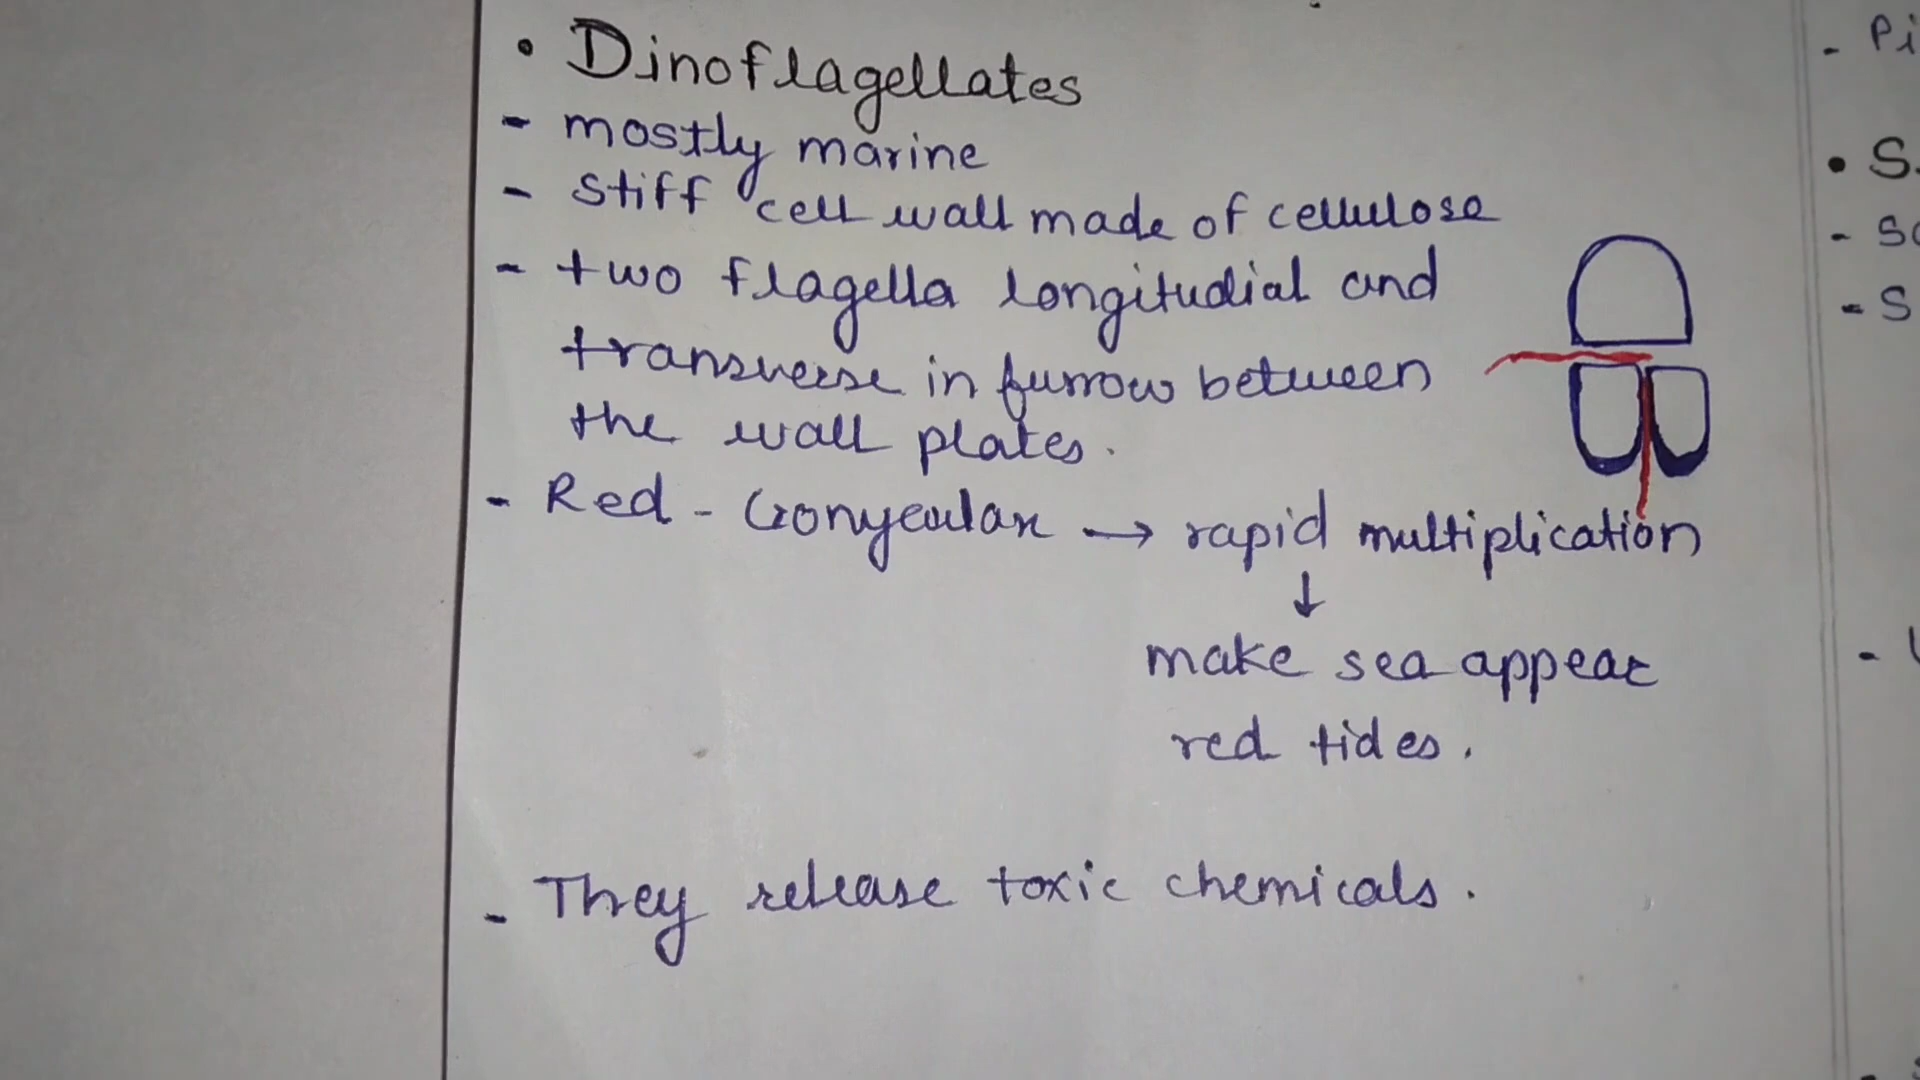 • Dinoflagellates
- mostly marine
- stiff cell wall made of cellulose
- two flagella longitudial and
transverse in furrow between
the wall plates.
- Red - Gonyeulax → rapid multiplication
↓
make sea appear
red tides.
- They release toxic chemicals.
- Pi
• S
- S
- S